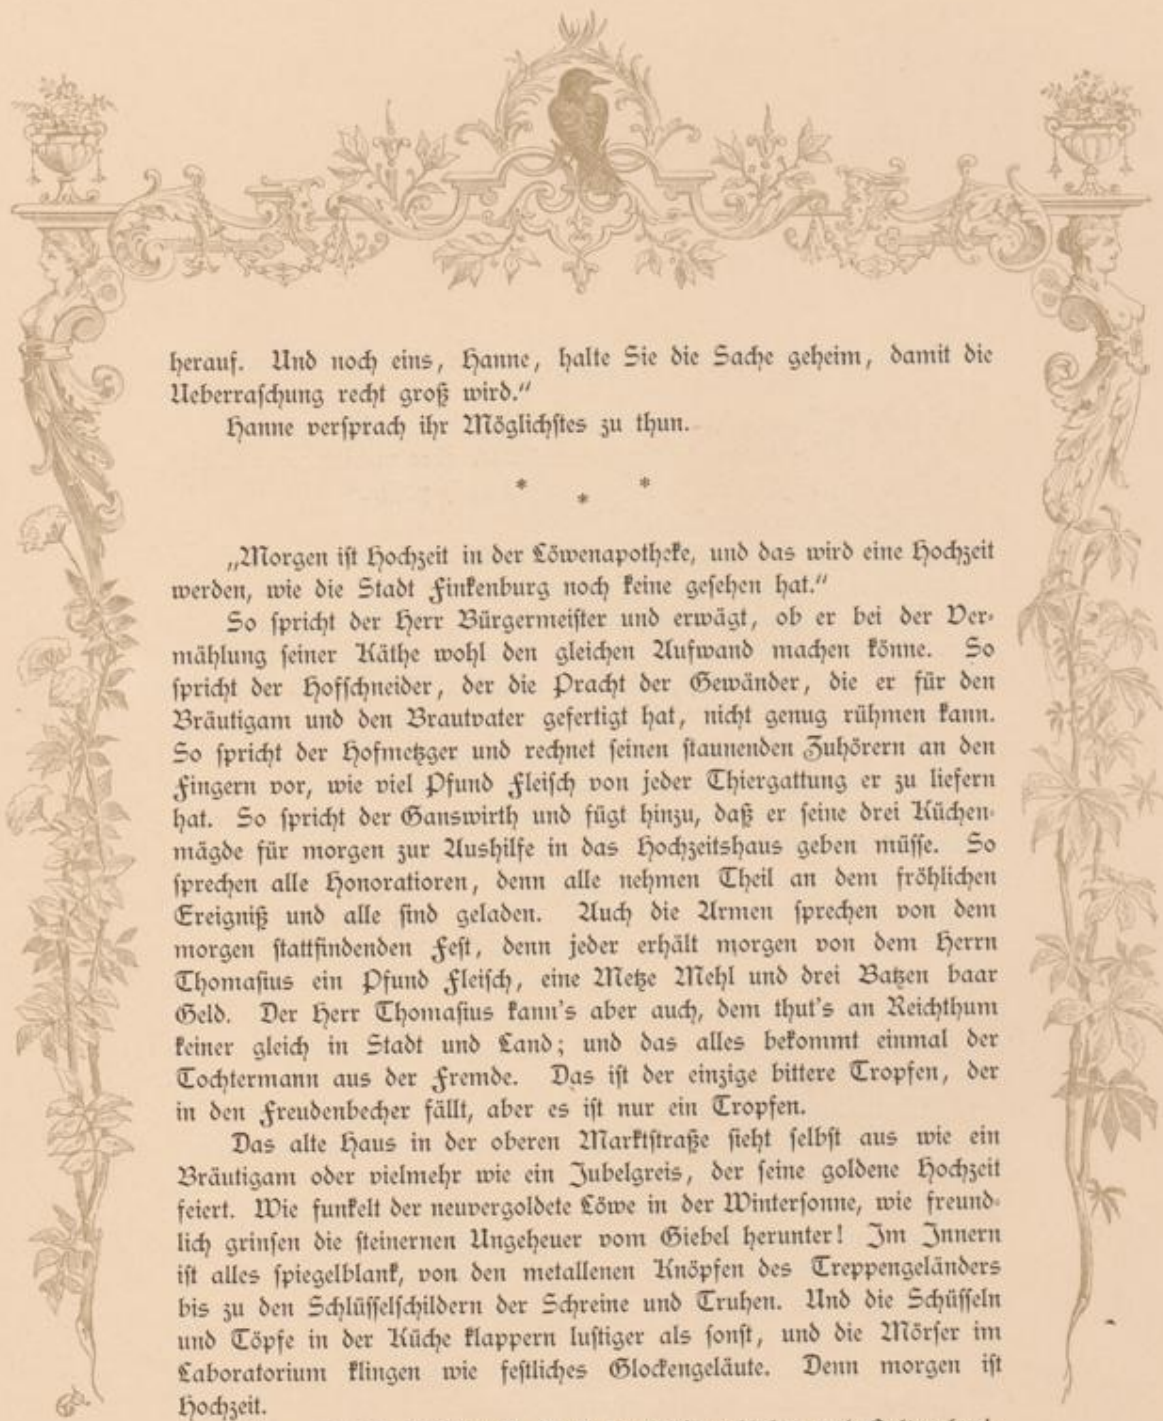 herauf. Und noch eins, Hanne, halte Sie die Sache geheim, damit die
Ueberraschung recht groß wird.“
Hanne versprach ihr Möglichstes zu thun.
* * *
„Morgen ist Hochzeit in der Löwenapotheke, und das wird eine Hochzeit
werden, wie die Stadt Finkenburg noch keine gesehen hat.“
So spricht der Herr Bürgermeister und erwägt, ob er bei der Ver-
mählung seiner Käthe wohl den gleichen Aufwand machen könne. So
spricht der Hofschneider, der die Pracht der Gewänder, die er für den
Bräutigam und den Brautvater gefertigt hat, nicht genug rühmen kann.
So spricht der Hofmetzger und rechnet seinen staunenden Zuhörern an den
Fingern vor, wie viel Pfund Fleisch von jeder Thiergattung er zu liefern
hat. So spricht der Ganswirth und fügt hinzu, daß er seine drei Küchen-
mägde für morgen zur Aushilfe in das Hochzeitshaus geben müsse. So
sprechen alle Honoratioren, denn alle nehmen Theil an dem fröhlichen
Ereigniß und alle sind geladen. Auch die Armen sprechen von dem
morgen stattfindenden Fest, denn jeder erhält morgen von dem Herrn
Thomasius ein Pfund Fleisch, eine Metze Mehl und drei Batzen baar
Geld. Der Herr Thomasius kann's aber auch, dem thut's an Reichthum
keiner gleich in Stadt und Land; und das alles bekommt einmal der
Tochtermann aus der Fremde. Das ist der einzige bittere Tropfen, der
in den Freudenbecher fällt, aber es ist nur ein Tropfen.
Das alte Haus in der oberen Marktstraße sieht selbst aus wie ein
Bräutigam oder vielmehr wie ein Jubelgreis, der seine goldene Hochzeit
feiert. Wie funkelt der neuvergoldete Löwe in der Wintersonne, wie freund-
lich grinsen die steinernen Ungeheuer vom Giebel herunter! Im Innern
ist alles spiegelblank, von den metallenen Knöpfen des Treppengeländers
bis zu den Schlüsselschildern der Schreine und Truhen. Und die Schüsseln
und Töpfe in der Küche klappern lustiger als sonst, und die Mörser im
Laboratorium klingen wie festliches Glockengeläute. Denn morgen ist
Hochzeit.